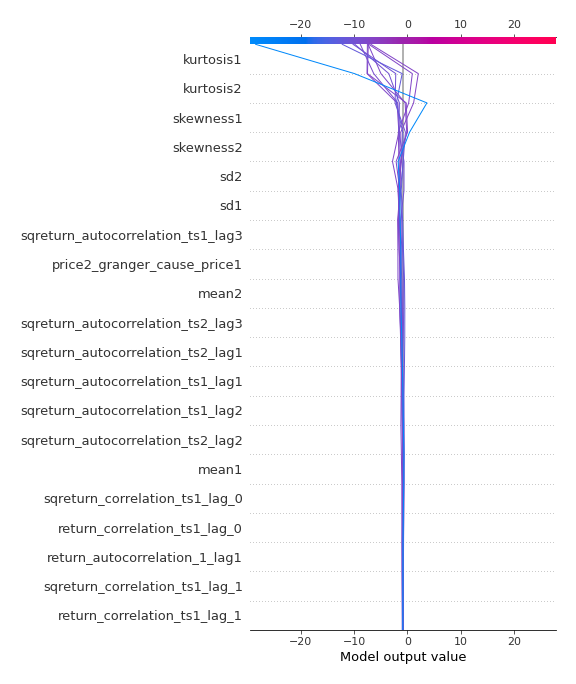 −20 −10 0 10 20
kurtosis1
kurtosis2
skewness1
skewness2
sd2
sd1
sqreturn_autocorrelation_ts1_lag3
price2_granger_cause_price1
mean2
sqreturn_autocorrelation_ts2_lag3
sqreturn_autocorrelation_ts2_lag1
sqreturn_autocorrelation_ts1_lag1
sqreturn_autocorrelation_ts1_lag2
sqreturn_autocorrelation_ts2_lag2
mean1
sqreturn_correlation_ts1_lag_0
return_correlation_ts1_lag_0
return_autocorrelation_1_lag1
sqreturn_correlation_ts1_lag_1
return_correlation_ts1_lag_1
−20 −10 0 10 20
Model output value